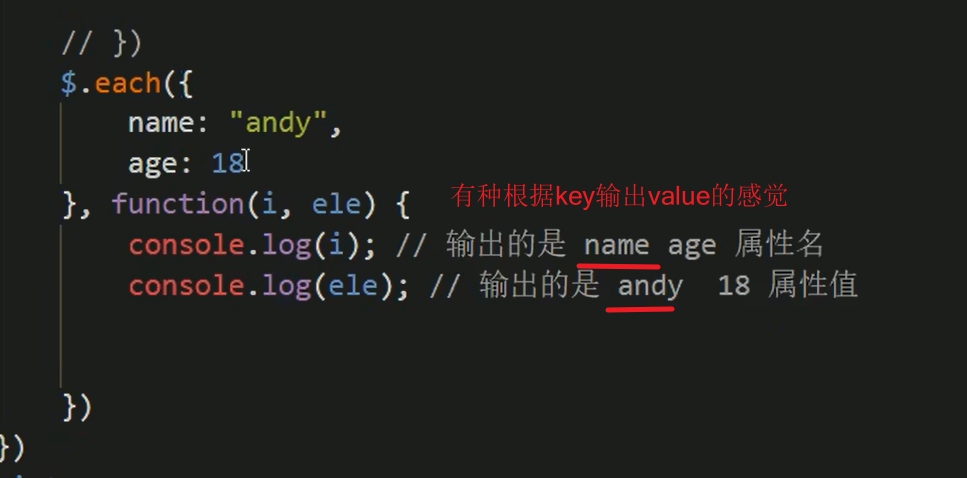 // })
$.each({
name: "andy",
age: 18
}, function(i, ele) {
有种根据key输出value的感觉
console.log(i); // 输出的是 name age 属性名
console.log(ele); // 输出的是 andy 18 属性值
})
})